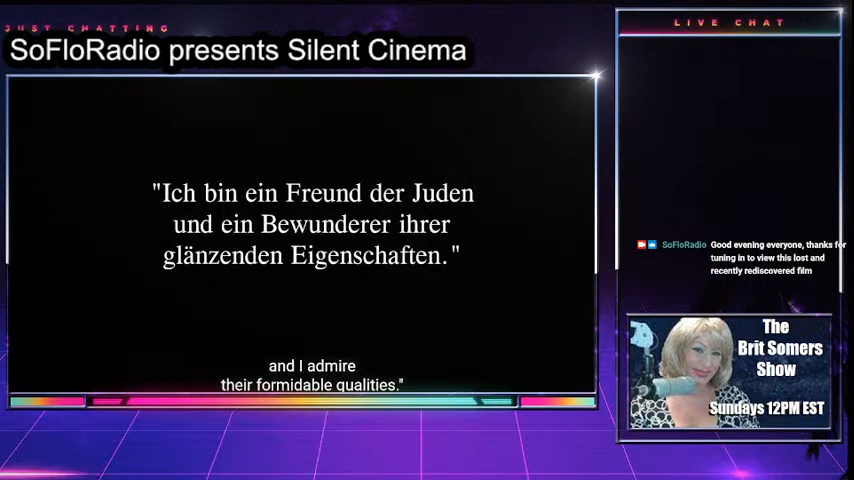 JUST CHATTING
SoFloRadio presents Silent Cinema
"Ich bin ein Freund der Juden
und ein Bewunderer ihrer
glänzenden Eigenschaften."
and I admire
their formidable qualities."
LIVE CHAT
SoFloRadio Good evening everyone, thanks for
tuning in to view this lost and
recently rediscovered film
The
Brit Somers
Show
Sundays 12PM EST